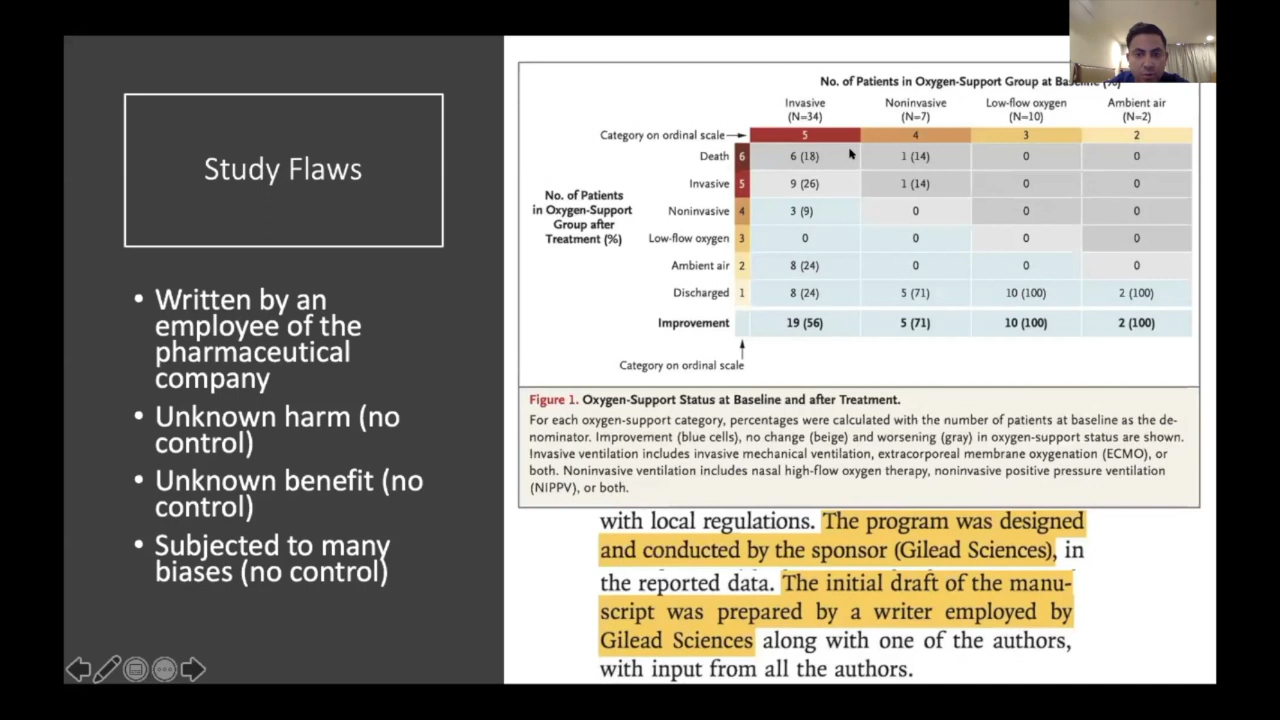 Study Flaws
• Written by an
employee of the
pharmaceutical
company
• Unknown harm (no
control)
• Unknown benefit (no
control)
• Subjected to many
biases (no control)
No. of Patients in Oxygen-Support Group at
Invasive Noninvasive Low-flow oxygen Ambient air
(N=34) (N=7) (N=10) (N=2)
Category on ordinal scale 5 4 3 2
Death 6 6 (18) 1 (14) 0 0
Invasive 5 9 (26) 1 (14) 0 0
No. of Patients
in Oxygen-Support
Group after
Treatment (%)
Noninvasive 4 3 (9) 0 0 0
Low-flow oxygen 3 0 0 0 0
Ambient air 2 8 (24) 0 0 0
Discharged 1 8 (24) 5 (71) 10 (100) 2 (100)
Improvement 19 (56) 5 (71) 10 (100) 2 (100)
Category on ordinal scale
Figure 1. Oxygen-Support Status at Baseline and after Treatment.
For each oxygen-support category, percentages were calculated with the number of patients at baseline as the de-
nominator. Improvement (blue cells), no change (beige) and worsening (gray) in oxygen-support status are shown.
Invasive ventilation includes invasive mechanical ventilation, extracorporeal membrane oxygenation (ECMO), or
both. Noninvasive ventilation includes nasal high-flow oxygen therapy, noninvasive positive pressure ventilation
(NIPPV), or both.
with local regulations. The program was designed
and conducted by the sponsor (Gilead Sciences), in
the reported data. The initial draft of the manu-
script was prepared by a writer employed by
Gilead Sciences along with one of the authors,
with input from all the authors.